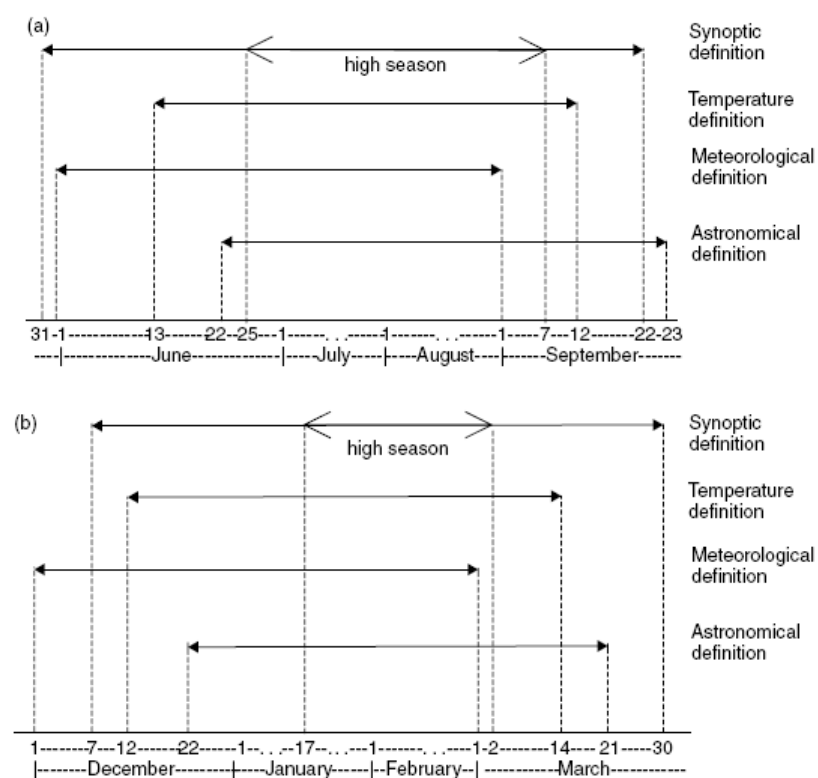 (a)
Synoptic
definition
high season
Temperature
definition
Meteorological
definition
Astronomical
definition
31-1---------------13--------22--25-----1-----. . .-----1------. . .------1------7---12--------22-23
----|------------June------------|------July------|-----August-----|------September-------
(b)
Synoptic
definition
high season
Temperature
definition
Meteorological
definition
Astronomical
definition
1-------7---12-------22------1--. . .--17-------1------. . .-----1-2--------14-----21-----30
|--------December--------|-----January-----|--February--| ----------March----------